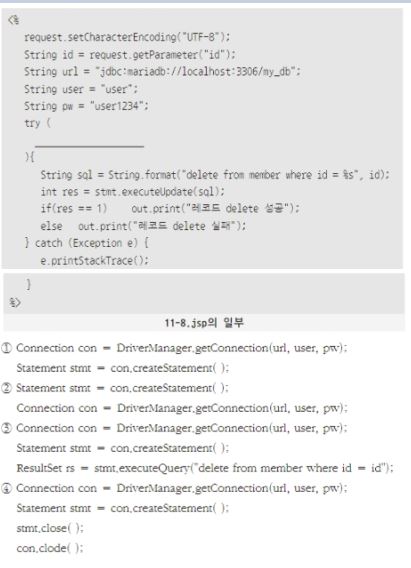 <%
request.setCharacterEncoding("UTF-8");
String id = request.getParameter("id");
String url = "jdbc:mariadb://localhost:3306/my_db";
String user = "user";
String pw = "user1234";
try (
){
String sql = String.format("delete from member where id = %s", id);
int res = stmt.executeUpdate(sql);
if(res == 1) out.print("레코드 delete 성공");
else out.print("레코드 delete 실패");
} catch (Exception e) {
e.printStackTrace();
}
%>
11-8.jsp의 일부
① Connection con = DriverManager.getConnection(url, user, pw);
Statement stmt = con.createStatement( );
② Statement stmt = con.createStatement( );
Connection con = DriverManager.getConnection(url, user, pw);
③ Connection con = DriverManager.getConnection(url, user, pw);
Statement stmt = con.createStatement( );
ResultSet rs = stmt.executeQuery("delete from member where id = id");
④ Connection con = DriverManager.getConnection(url, user, pw);
Statement stmt = con.createStatement( );
stmt.close( );
con.clode( );